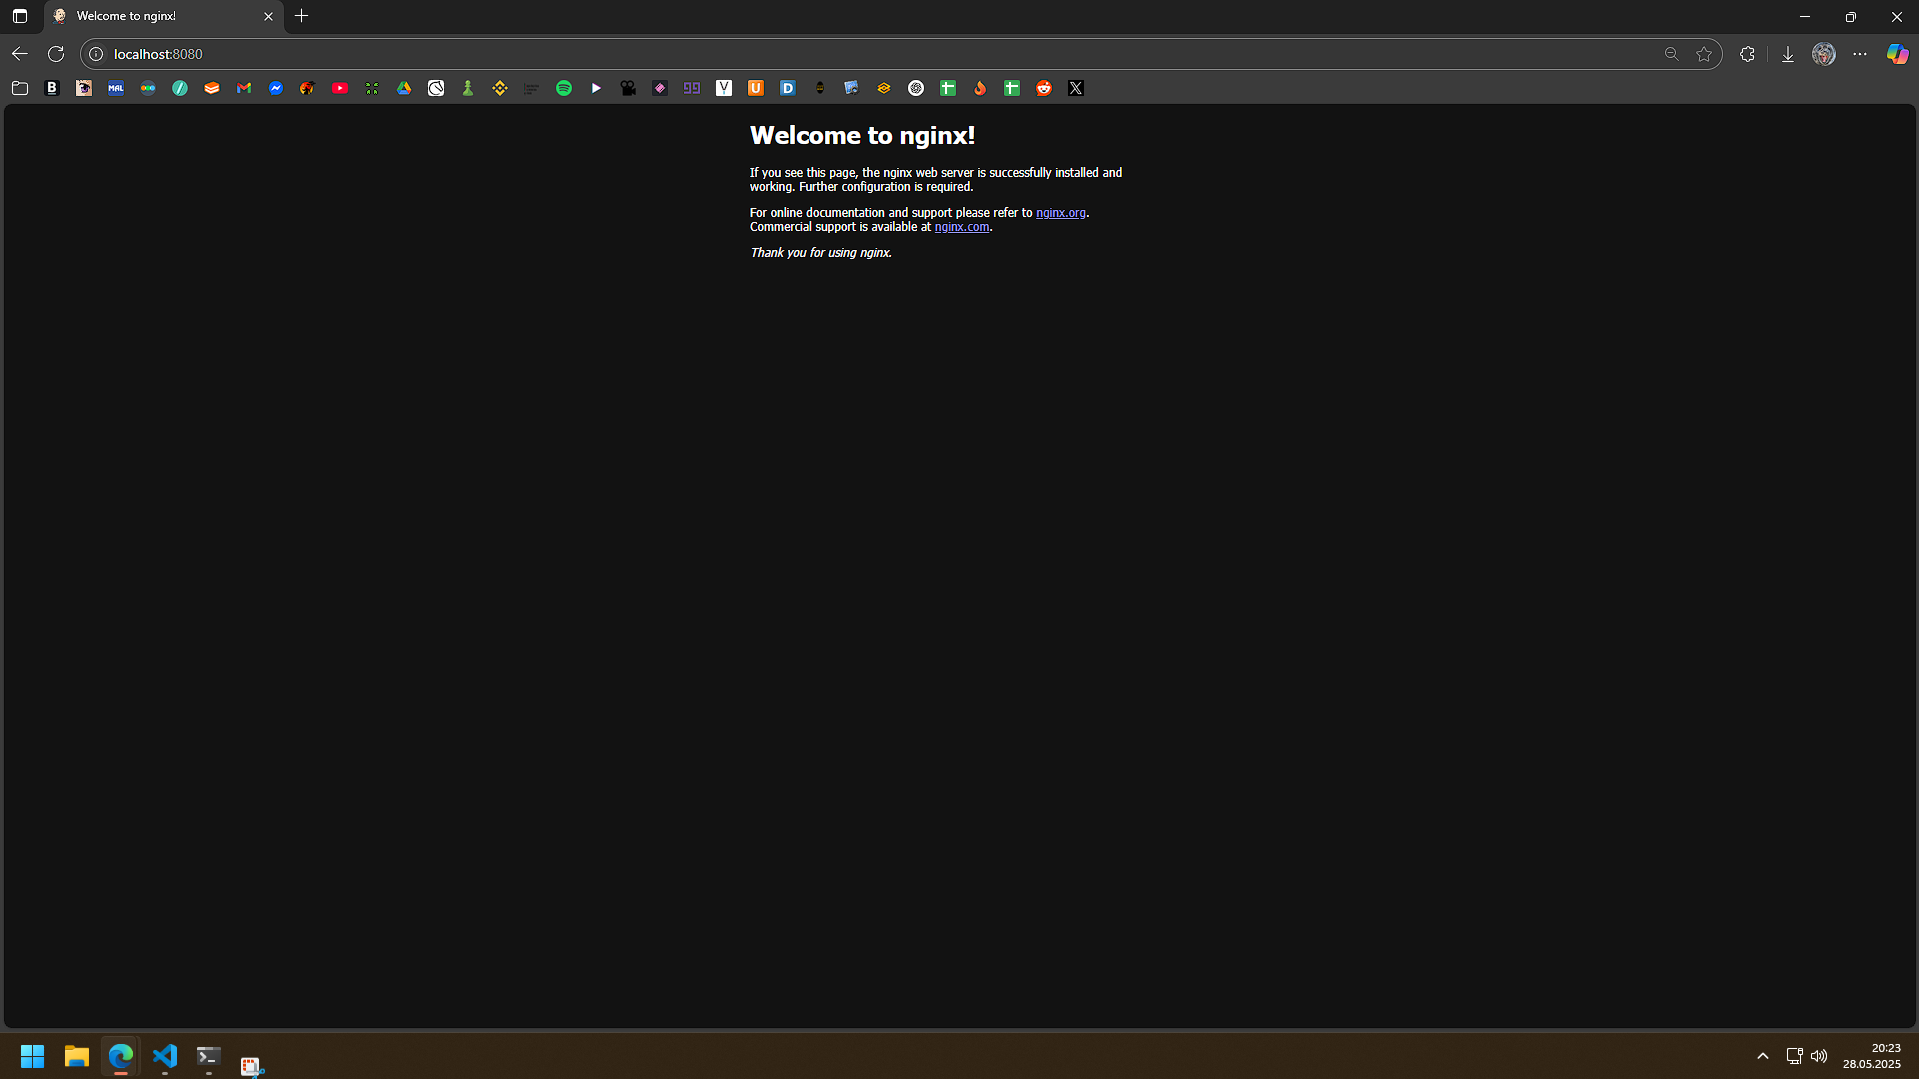 Welcome to nginx!
localhost:8080
B
MAL
V
U
D
Welcome to nginx!
If you see this page, the nginx web server is successfully installed and
working. Further configuration is required.
For online documentation and support please refer to nginx.org.
Commercial support is available at nginx.com.
Thank you for using nginx.
20:23
28.05.2025